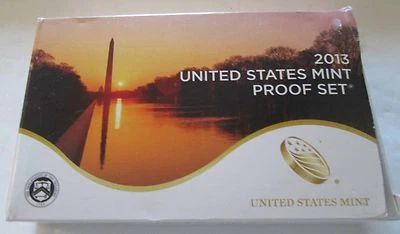 2013
UNITED STATES MINT
PROOF SET®
UNITED STATES MINT